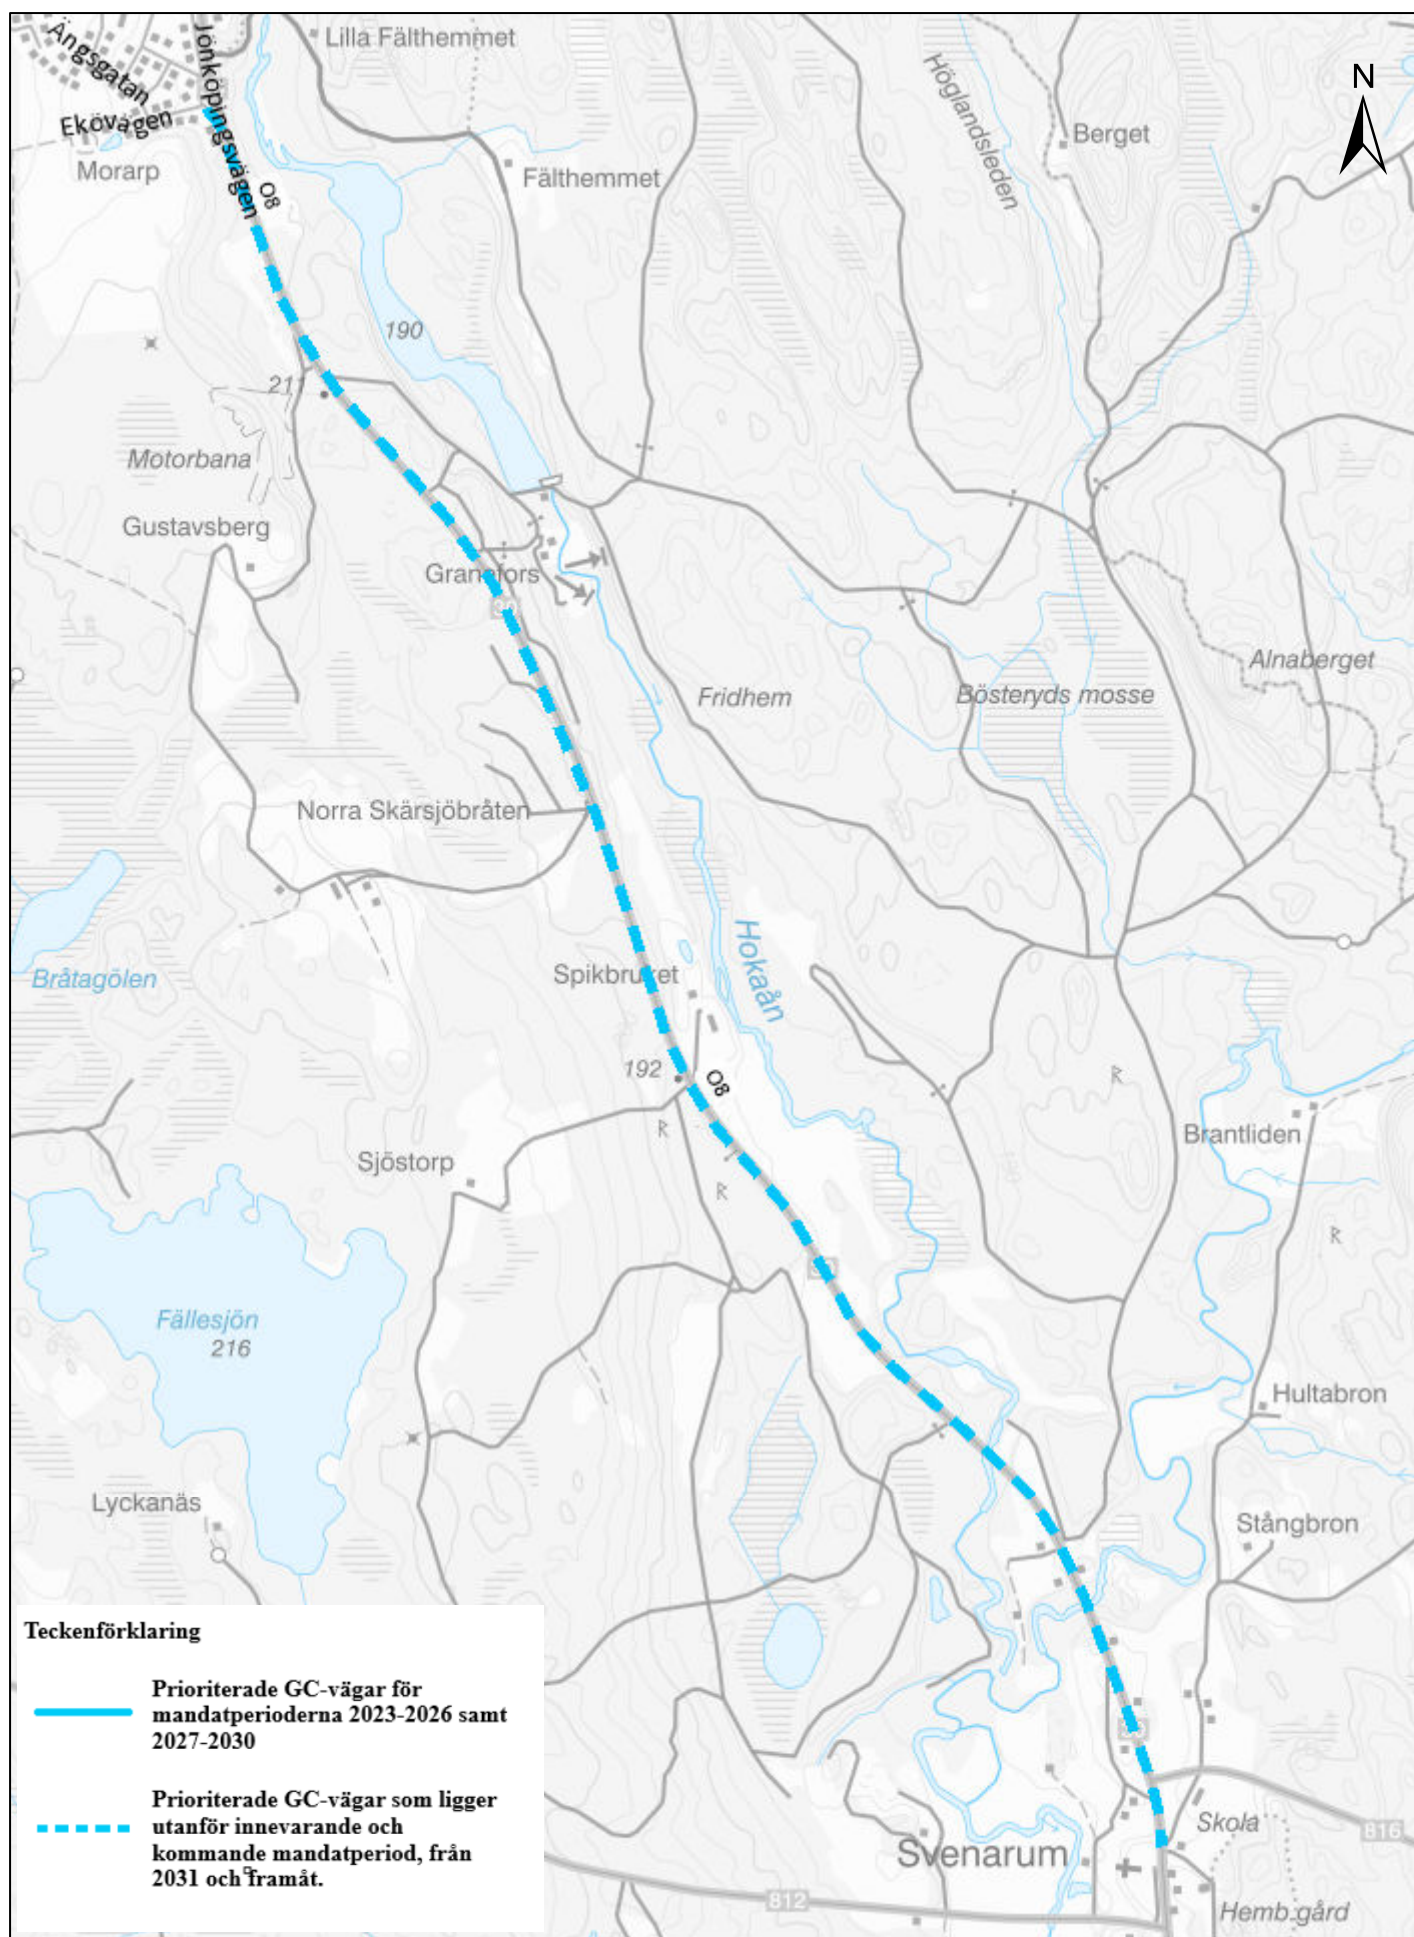 Jönköpingsvägen
Ängsgatan
Ekövägen
Morarp
Lilla Fälthemmet
Höglandsleden
Berget
N
Fälthemmet
O8
190
211
Motorbana
Gustavsberg
Granefors
30
Alnaberget
Fridhem
Bösteryds mosse
Norra Skärsjöbråten
Hokaån
Bråtagölen
Spikbruket
192
O8
R
Brantliden
Sjöstorp
R
R
R
Fällesjön
216
Hultabron
Lyckanäs
Stångbron
Teckenförklaring
Prioriterade GC-vägar för
mandatperioderna 2023-2026 samt
2027-2030
Prioriterade GC-vägar som ligger
utanför innevarande och
kommande mandatperiod, från
2031 och framåt.
Skola
816
Svenarum
812
Hemb.gård